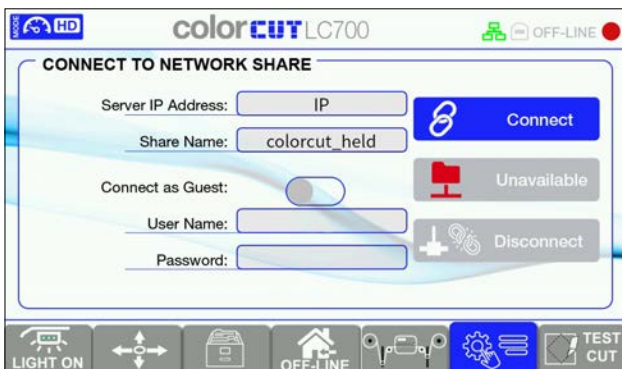 MODE HD colorCUT LC700 OFF-LINE
CONNECT TO NETWORK SHARE
Server IP Address: IP
Connect
Share Name: colorcut_held
Connect as Guest:
Unavailable
User Name:
Disconnect
Password:
LIGHT ON
OFF-LINE
TEST
CUT